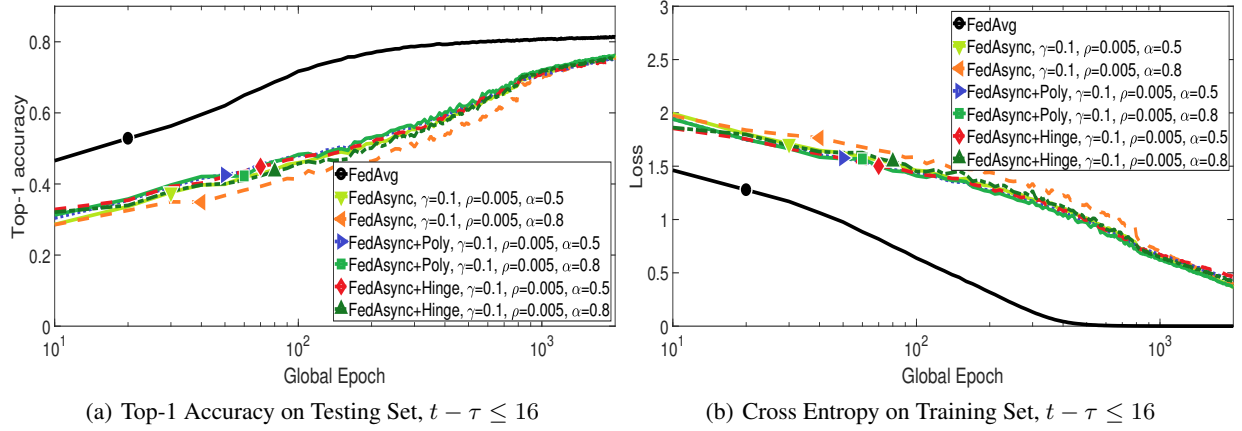 0.8
0.6
0.4
0.2
0
Top-1 accuracy
10^1
10^2
10^3
Global Epoch
FedAvg
FedAsync, γ=0.1, ρ=0.005, α=0.5
FedAsync, γ=0.1, ρ=0.005, α=0.8
FedAsync+Poly, γ=0.1, ρ=0.005, α=0.5
FedAsync+Poly, γ=0.1, ρ=0.005, α=0.8
FedAsync+Hinge, γ=0.1, ρ=0.005, α=0.5
FedAsync+Hinge, γ=0.1, ρ=0.005, α=0.8
(a) Top-1 Accuracy on Testing Set, t − τ ≤ 16
3
2.5
2
1.5
1
0.5
0
Loss
10^1
10^2
10^3
Global Epoch
FedAvg
FedAsync, γ=0.1, ρ=0.005, α=0.5
FedAsync, γ=0.1, ρ=0.005, α=0.8
FedAsync+Poly, γ=0.1, ρ=0.005, α=0.5
FedAsync+Poly, γ=0.1, ρ=0.005, α=0.8
FedAsync+Hinge, γ=0.1, ρ=0.005, α=0.5
FedAsync+Hinge, γ=0.1, ρ=0.005, α=0.8
(b) Cross Entropy on Training Set, t − τ ≤ 16